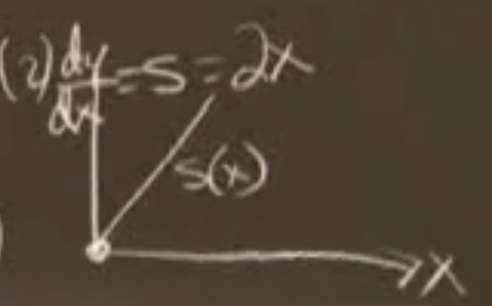 (2) dy/dx = S = 2x
S(x)
x